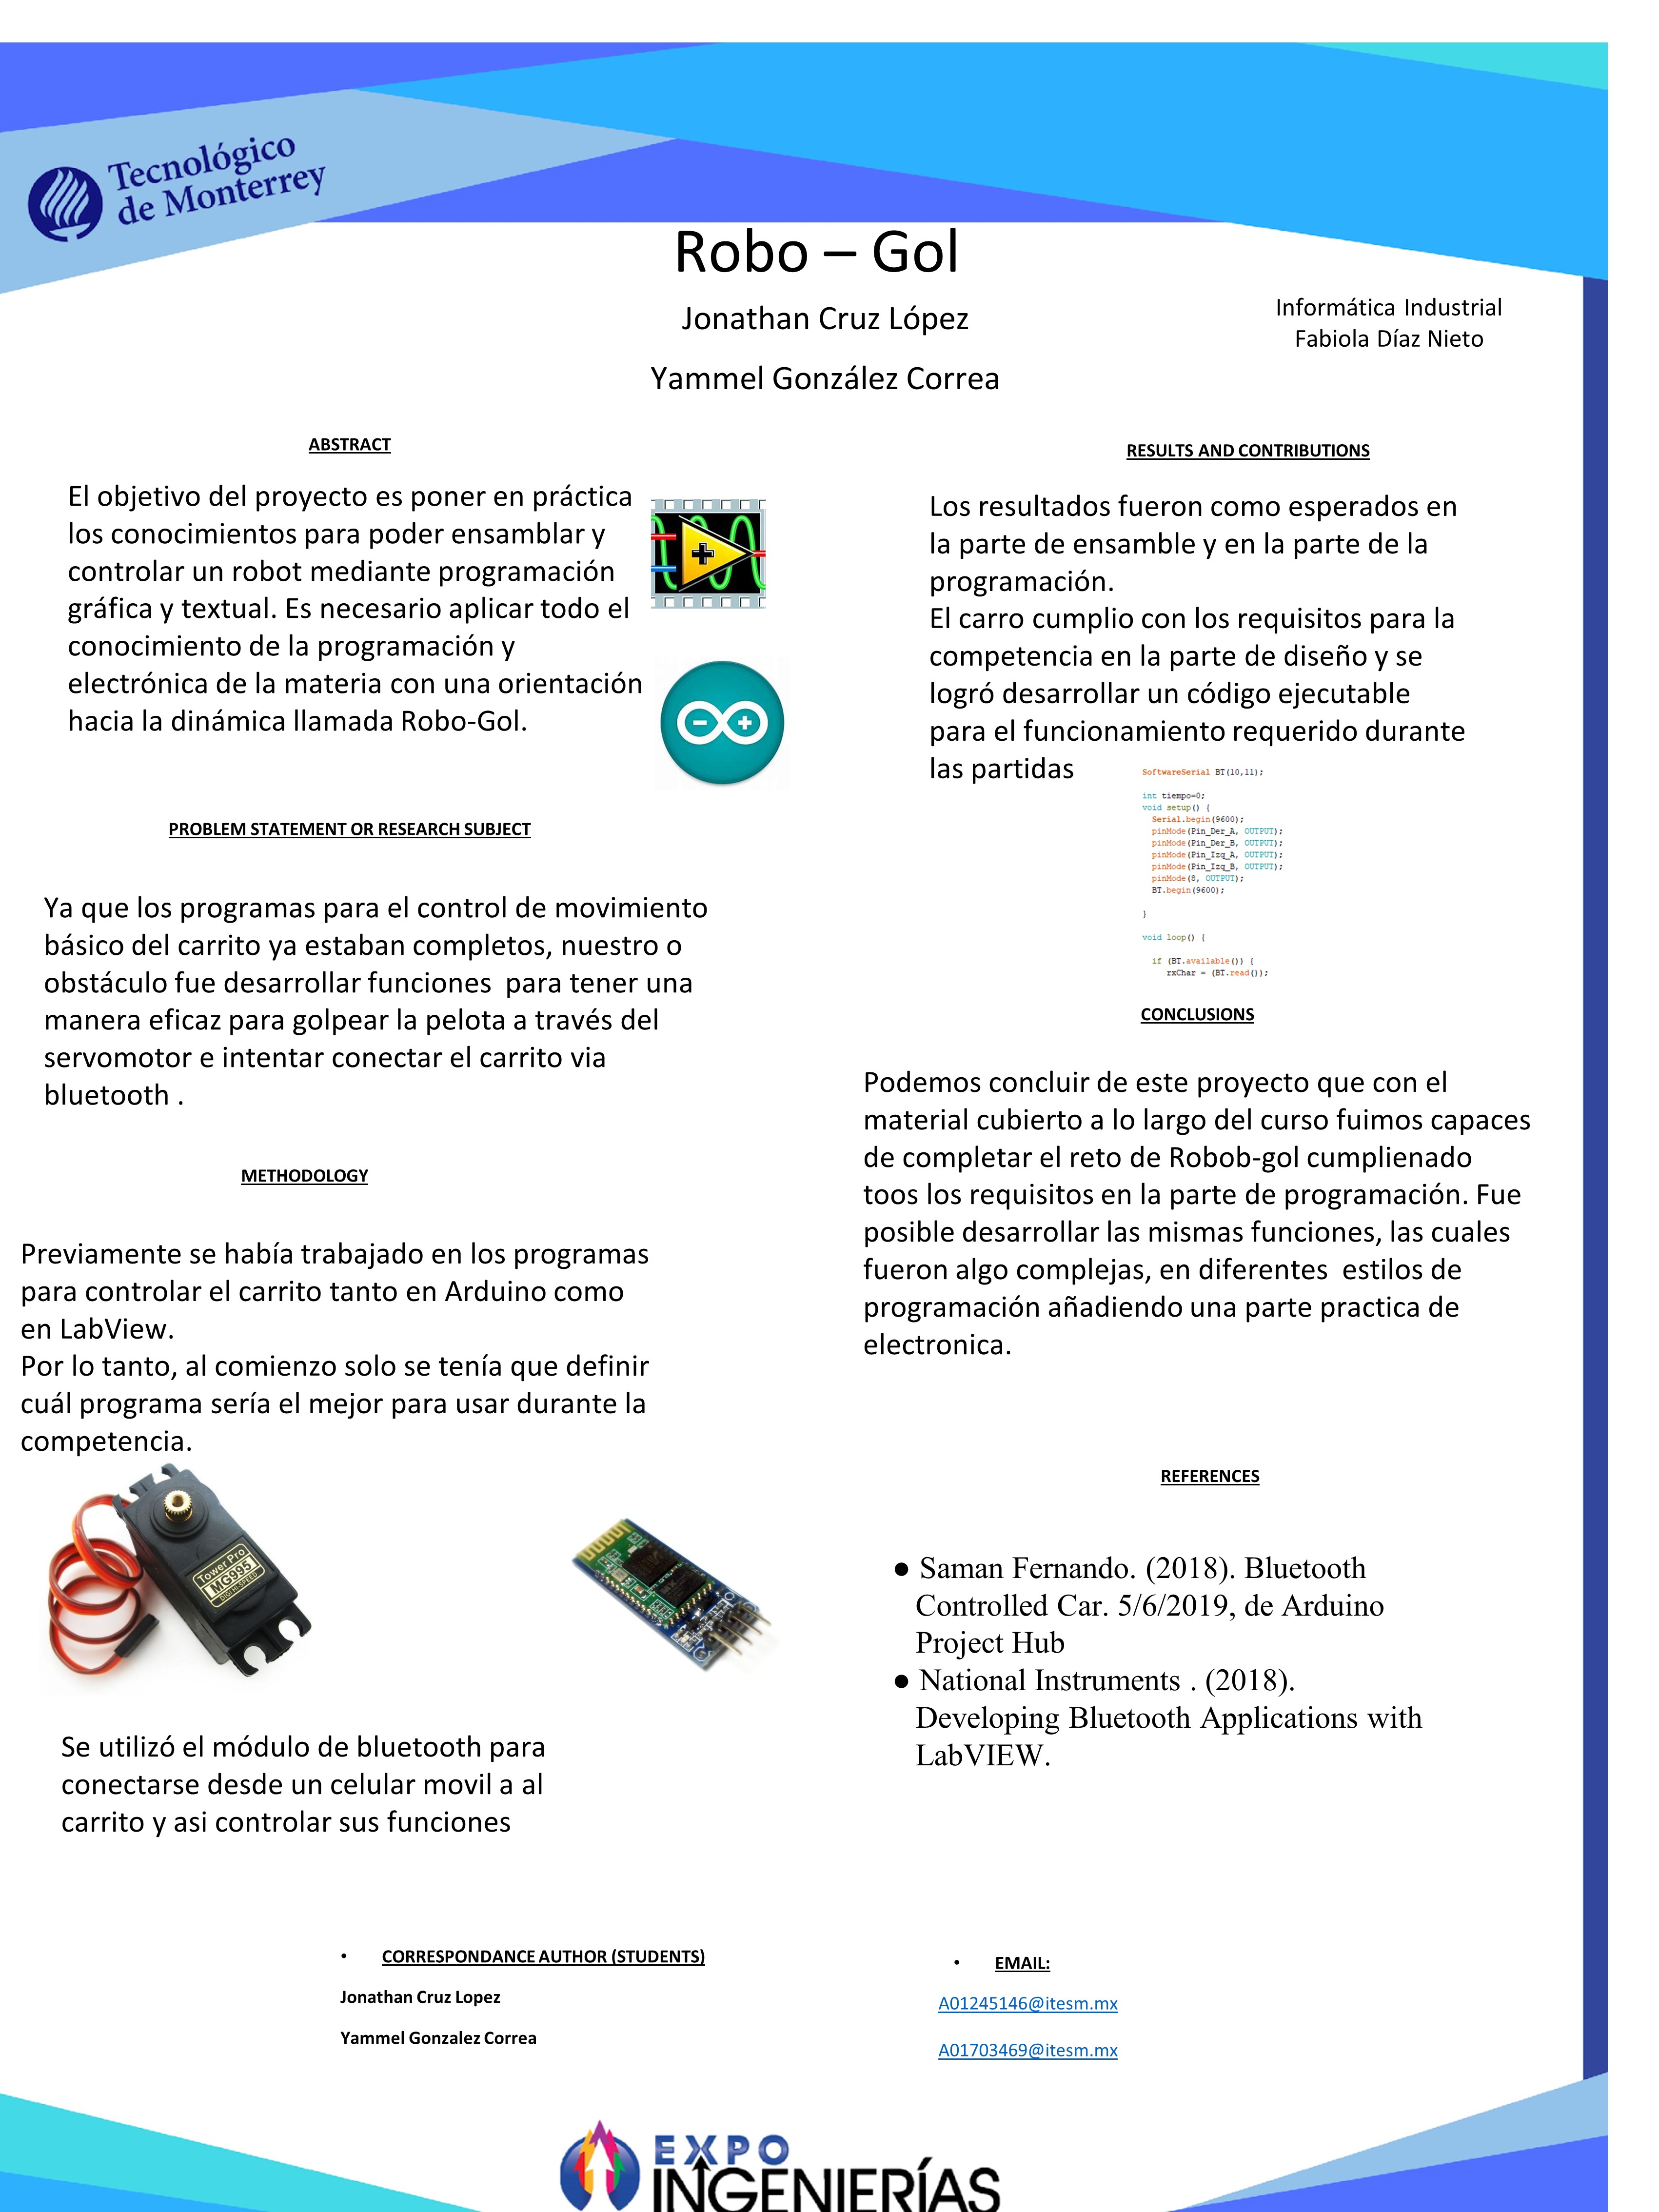 Tecnológico
de Monterrey
Robo – Gol
Jonathan Cruz López
Yammel González Correa
Informática Industrial
Fabiola Díaz Nieto
ABSTRACT
El objetivo del proyecto es poner en práctica
los conocimientos para poder ensamblar y
controlar un robot mediante programación
gráfica y textual. Es necesario aplicar todo el
conocimiento de la programación y
electrónica de la materia con una orientación
hacia la dinámica llamada Robo-Gol.
PROBLEM STATEMENT OR RESEARCH SUBJECT
Ya que los programas para el control de movimiento
básico del carrito ya estaban completos, nuestro o
obstáculo fue desarrollar funciones  para tener una
manera eficaz para golpear la pelota a través del
servomotor e intentar conectar el carrito via
bluetooth .
METHODOLOGY
Previamente se había trabajado en los programas
para controlar el carrito tanto en Arduino como
en LabView.
Por lo tanto, al comienzo solo se tenía que definir
cuál programa sería el mejor para usar durante la
competencia.
Tower Pro
MG995
DIGI HI-SPEED
Se utilizó el módulo de bluetooth para
conectarse desde un celular movil a al
carrito y asi controlar sus funciones
RESULTS AND CONTRIBUTIONS
Los resultados fueron como esperados en
la parte de ensamble y en la parte de la
programación.
El carro cumplio con los requisitos para la
competencia en la parte de diseño y se
logró desarrollar un código ejecutable
para el funcionamiento requerido durante
las partidas
SoftwareSerial BT(10,11);
int tiempo=0;
void setup() {
Serial.begin(9600);
pinMode(Pin_Der_A, OUTPUT);
pinMode(Pin_Der_B, OUTPUT);
pinMode(Pin_Izq_A, OUTPUT);
pinMode(Pin_Izq_B, OUTPUT);
pinMode(8, OUTPUT);
BT.begin(9600);
}
void loop() {
if (BT.available()) {
rxChar = (BT.read());
CONCLUSIONS
Podemos concluir de este proyecto que con el
material cubierto a lo largo del curso fuimos capaces
de completar el reto de Robob-gol cumplienado
toos los requisitos en la parte de programación. Fue
posible desarrollar las mismas funciones, las cuales
fueron algo complejas, en diferentes  estilos de
programación añadiendo una parte practica de
electronica.
REFERENCES
● Saman Fernando. (2018). Bluetooth
Controlled Car. 5/6/2019, de Arduino
Project Hub
● National Instruments . (2018).
Developing Bluetooth Applications with
LabVIEW.
• CORRESPONDANCE AUTHOR (STUDENTS)
Jonathan Cruz Lopez
Yammel Gonzalez Correa
• EMAIL:
A01245146@itesm.mx
A01703469@itesm.mx
EXPO
INGENIERÍAS